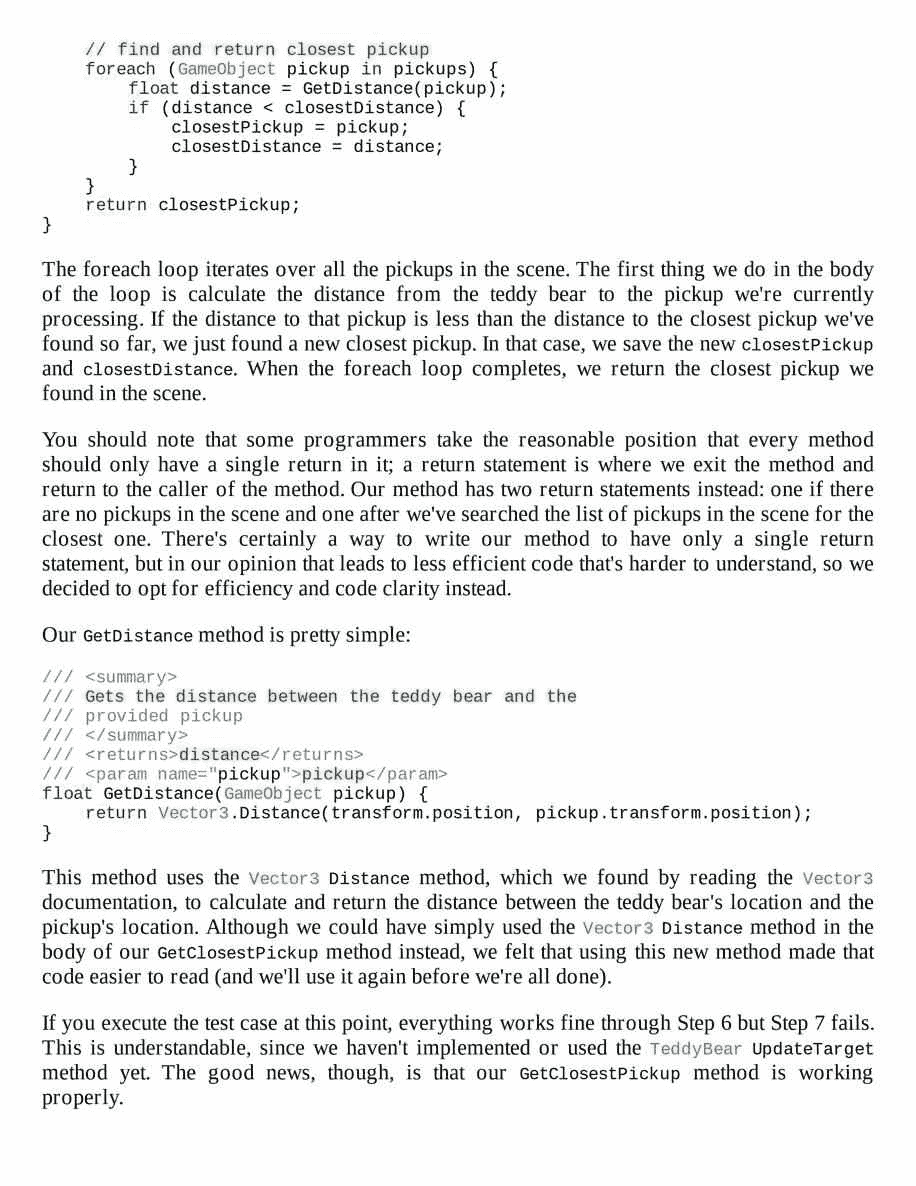 // find and return closest pickup
foreach (GameObject pickup in pickups) {
float distance = GetDistance(pickup);
if (distance < closestDistance) {
closestPickup = pickup;
closestDistance = distance;
}
}
return closestPickup;
}
The foreach loop iterates over all the pickups in the scene. The first thing we do in the body
of the loop is calculate the distance from the teddy bear to the pickup we're currently
processing. If the distance to that pickup is less than the distance to the closest pickup we've
found so far, we just found a new closest pickup. In that case, we save the new closestPickup
and closestDistance. When the foreach loop completes, we return the closest pickup we
found in the scene.
You should note that some programmers take the reasonable position that every method
should only have a single return in it; a return statement is where we exit the method and
return to the caller of the method. Our method has two return statements instead: one if there
are no pickups in the scene and one after we've searched the list of pickups in the scene for the
closest one. There's certainly a way to write our method to have only a single return
statement, but in our opinion that leads to less efficient code that's harder to understand, so we
decided to opt for efficiency and code clarity instead.
Our GetDistance method is pretty simple:
/// <summary>
/// Gets the distance between the teddy bear and the
/// provided pickup
/// </summary>
/// <returns>distance</returns>
/// <param name="pickup">pickup</param>
float GetDistance(GameObject pickup) {
return Vector3.Distance(transform.position, pickup.transform.position);
}
This method uses the Vector3 Distance method, which we found by reading the Vector3
documentation, to calculate and return the distance between the teddy bear's location and the
pickup's location. Although we could have simply used the Vector3 Distance method in the
body of our GetClosestPickup method instead, we felt that using this new method made that
code easier to read (and we'll use it again before we're all done).
If you execute the test case at this point, everything works fine through Step 6 but Step 7 fails.
This is understandable, since we haven't implemented or used the TeddyBear UpdateTarget
method yet. The good news, though, is that our GetClosestPickup method is working
properly.